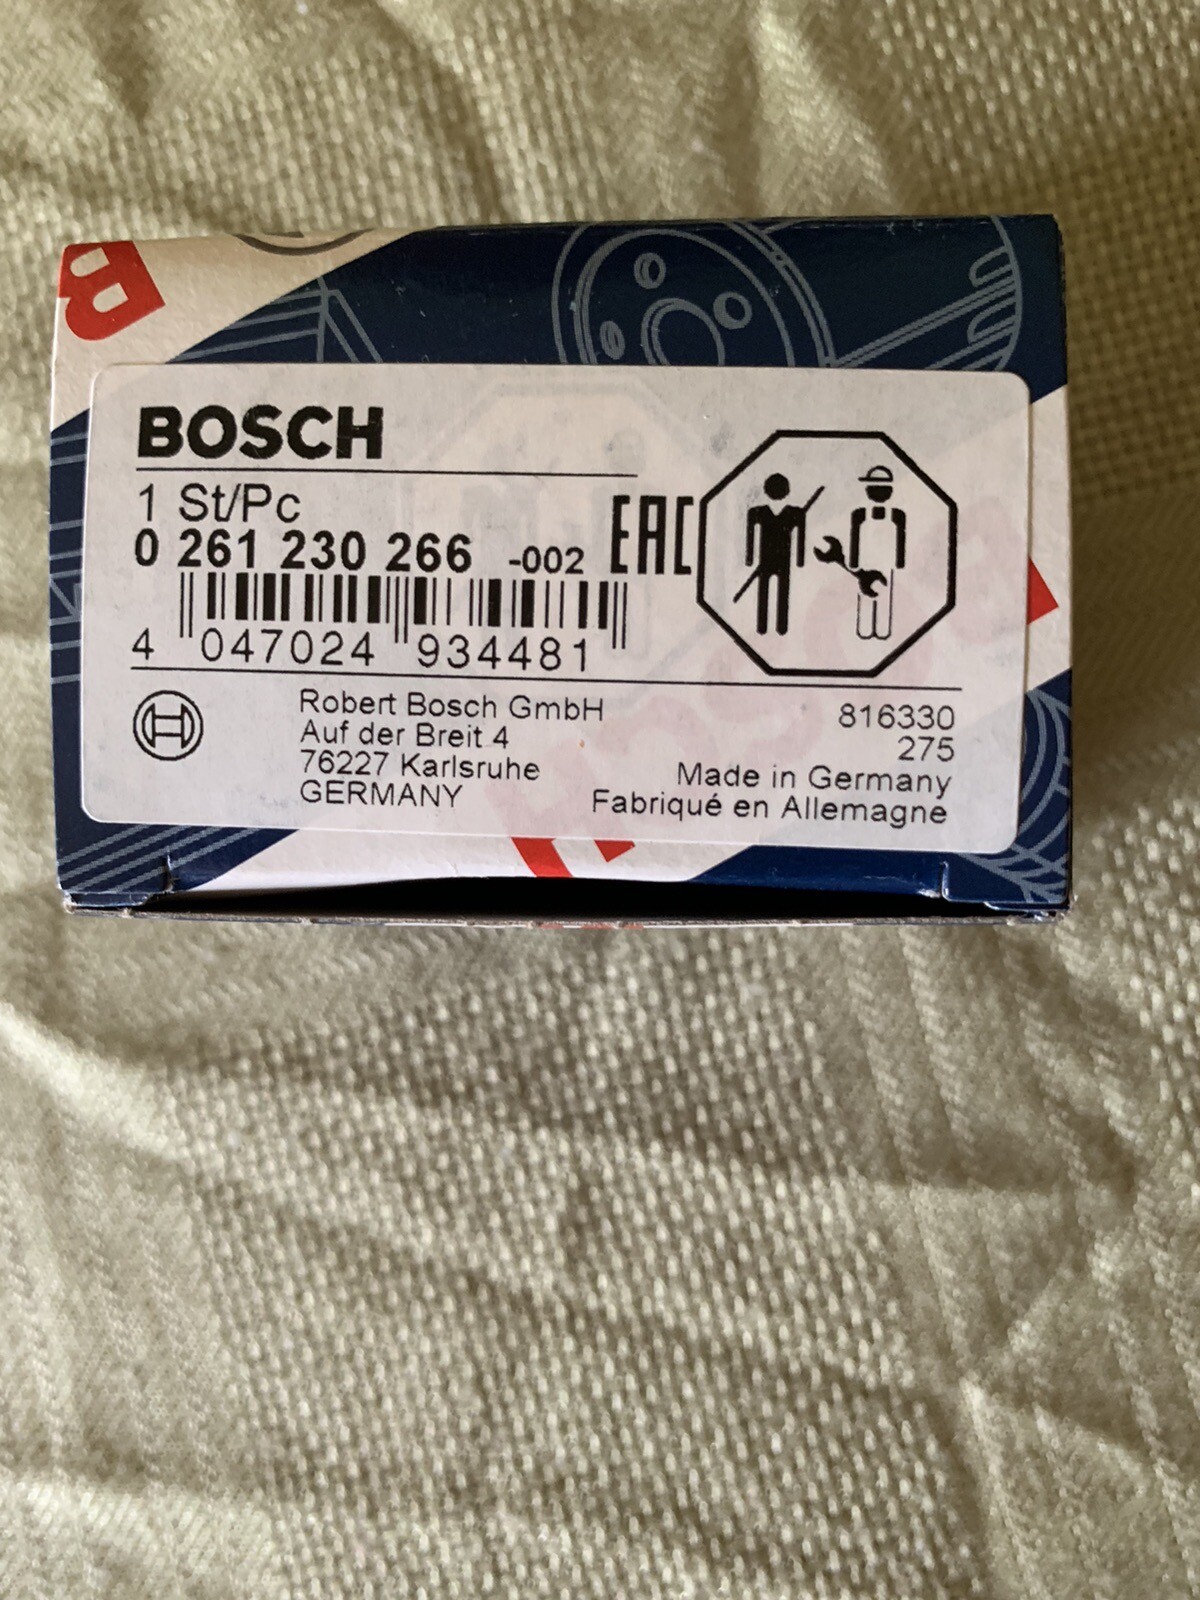 B
BOSCH
1 St/Pc
0 261 230 266 -002 EAC
4 047024 934481
Robert Bosch GmbH
Auf der Breit 4
76227 Karlsruhe
GERMANY
816330
275
Made in Germany
Fabriqué en Allemagne